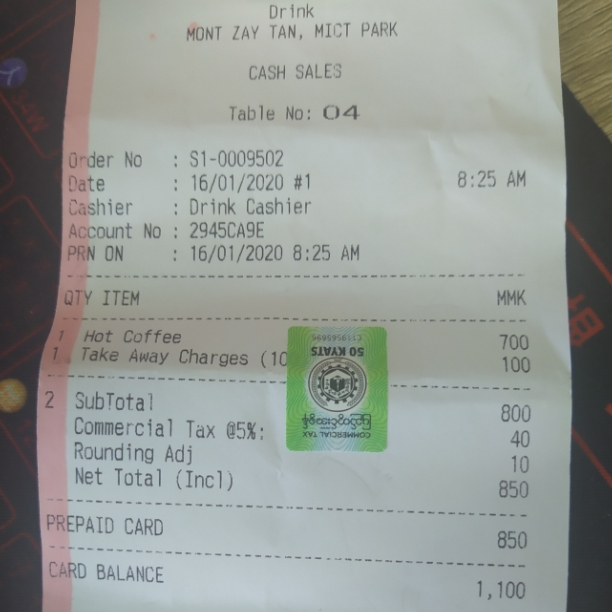 Drink
MONT ZAY TAN, MICT PARK
CASH SALES
Table No: 04
Order No : S1-0009502
Date : 16/01/2020 #1 8:25 AM
Cashier : Drink Cashier
Account No : 2945CA9E
PRN ON : 16/01/2020 8:25 AM
QTY ITEM MMK
1 Hot Coffee 700
1 Take Away Charges (10 100
50 KYATS
COMMERCIAL TAX
2 SubTotal 800
Commercial Tax @5%: 40
Rounding Adj 10
Net Total (Incl) 850
PREPAID CARD 850
CARD BALANCE 1,100